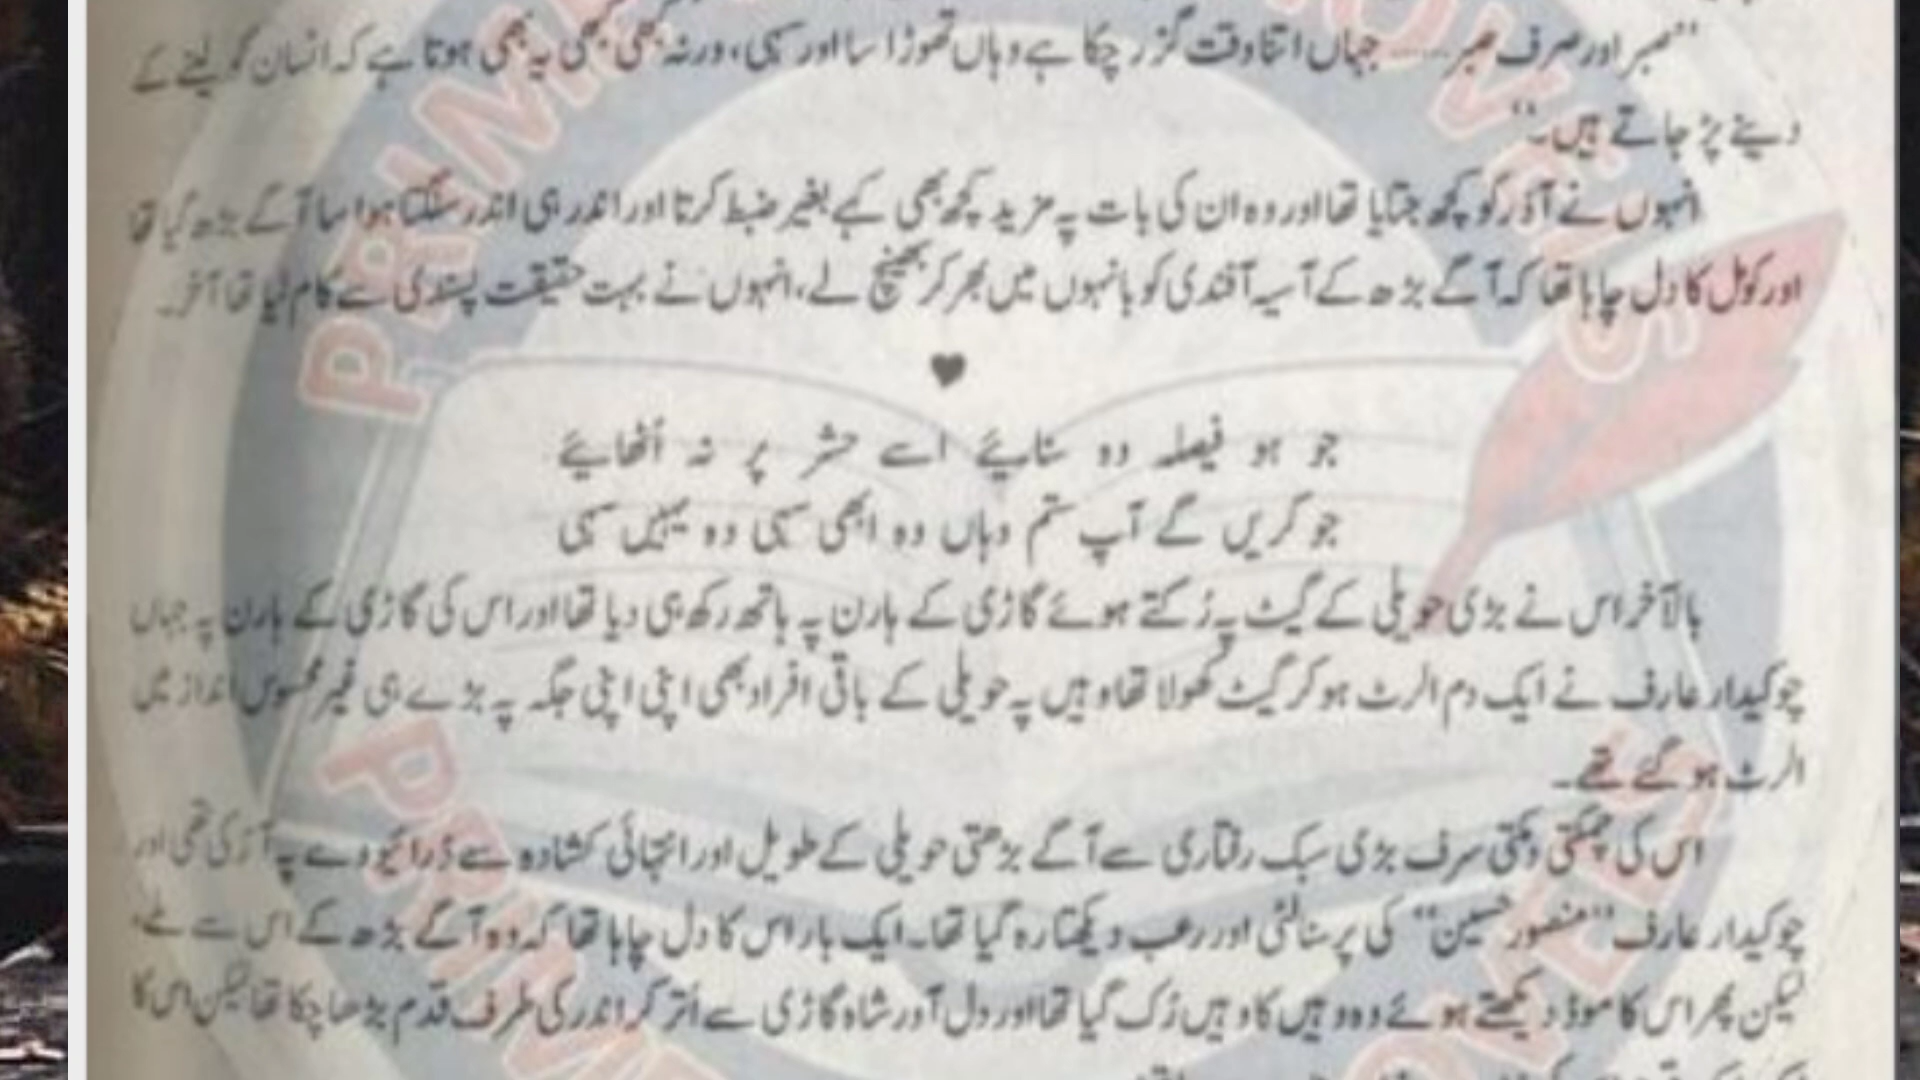 ”صبر اور صرف صبر...... جہاں اتنا وقت گزر چکا ہے وہاں تھوڑا سا اور سہی، ورنہ کبھی کبھی یہ بھی ہوتا ہے کہ انسان کو لینے کے
دینے پڑ جاتے ہیں۔“
انہوں نے آذر کو کچھ جتایا تھا اور وہ ان کی بات پہ مزید کچھ بھی کہے بغیر ضبط کرتا اور اندر ہی اندر سلگتا ہوا سا آگے بڑھ گیا تھا
اور کومل کا دل چاہا تھا کہ آگے بڑھ کے آسیہ آفندی کو بانہوں میں بھر کر بھینچ لے، انہوں نے بہت حقیقت پسندی سے کام لیا تھا آخر۔
جو ہو فیصلہ وہ سنائیے اسے حشر پر نہ اُٹھائیے
جو کریں گے آپ ستم وہاں وہ ابھی سہی وہ یہیں سہی
بالآخر اس نے بڑی حویلی کے گیٹ پہ رُکتے ہوئے گاڑی کے ہارن پہ ہاتھ رکھ ہی دیا تھا اور اس کی گاڑی کے ہارن پہ جہاں
چوکیدار عارف نے ایک دم الرٹ ہو کر گیٹ کھولا تھا وہیں پہ حویلی کے باقی افراد بھی اپنی اپنی جگہ پہ بڑے ہی غیر محسوس انداز میں
الرٹ ہو گئے تھے۔
اس کی چمکتی دمکتی سرف بڑی سبک رفتاری سے آگے بڑھتی حویلی کے طویل اور انتہائی کشادہ سے ڈرائیو وے پہ آ رُکی تھی اور
چوکیدار عارف ”منصور حسین“ کی پرسنالٹی اور رعب دیکھتا رہ گیا تھا۔ ایک بار اس کا دل چاہا تھا کہ وہ آگے بڑھ کے اس سے ملے،
لیکن پھر اس کا موڈ دیکھتے ہوئے وہ وہیں کا وہیں رُک گیا تھا اور دل آور شاہ گاڑی سے اُتر کر اندر کی طرف قدم بڑھا چکا تھا لیکن اس کا